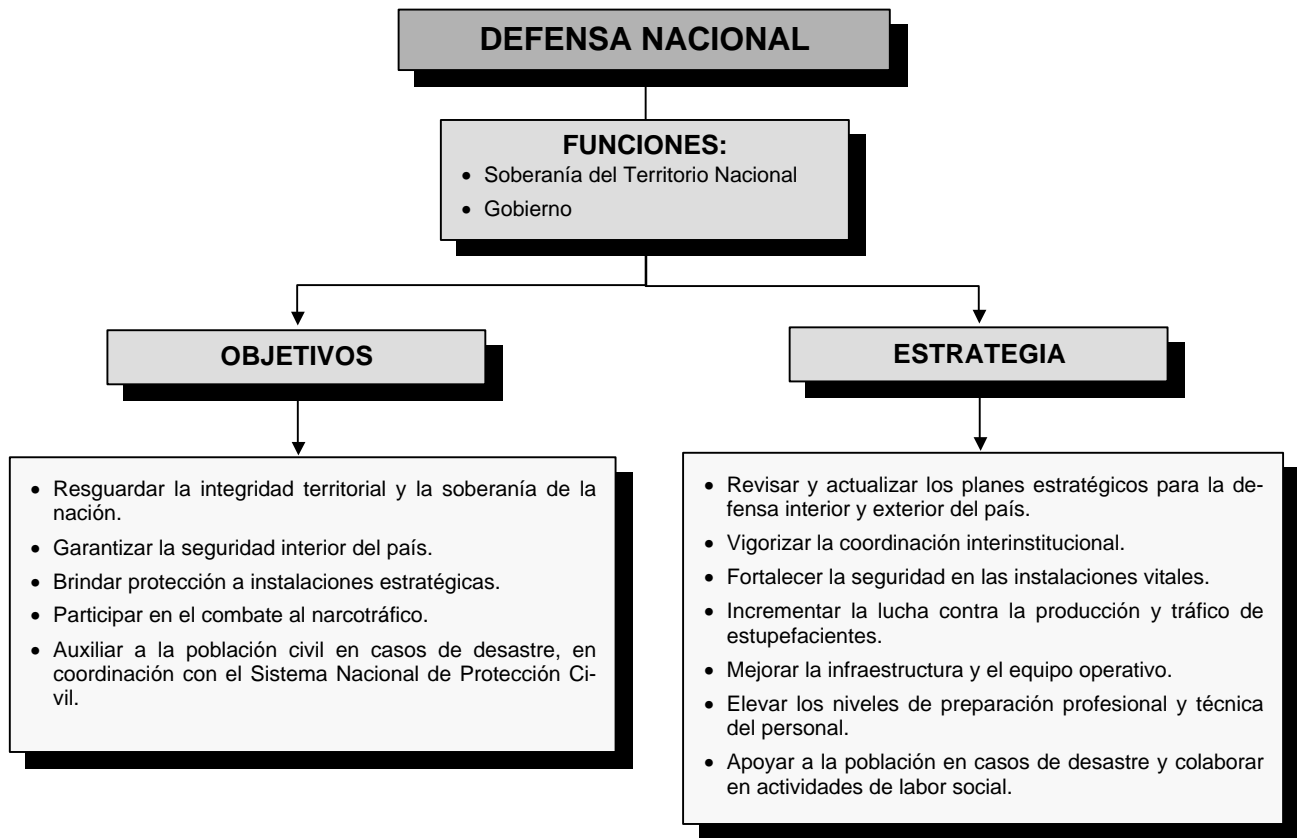 DEFENSA NACIONAL
FUNCIONES:
• Soberanía del Territorio Nacional
• Gobierno
OBJETIVOS
• Resguardar la integridad territorial y la soberanía de la
nación.
• Garantizar la seguridad interior del país.
• Brindar protección a instalaciones estratégicas.
• Participar en el combate al narcotráfico.
• Auxiliar a la población civil en casos de desastre, en
coordinación con el Sistema Nacional de Protección Ci-
vil.
ESTRATEGIA
• Revisar y actualizar los planes estratégicos para la de-
fensa interior y exterior del país.
• Vigorizar la coordinación interinstitucional.
• Fortalecer la seguridad en las instalaciones vitales.
• Incrementar la lucha contra la producción y tráfico de
estupefacientes.
• Mejorar la infraestructura y el equipo operativo.
• Elevar los niveles de preparación profesional y técnica
del personal.
• Apoyar a la población en casos de desastre y colaborar
en actividades de labor social.